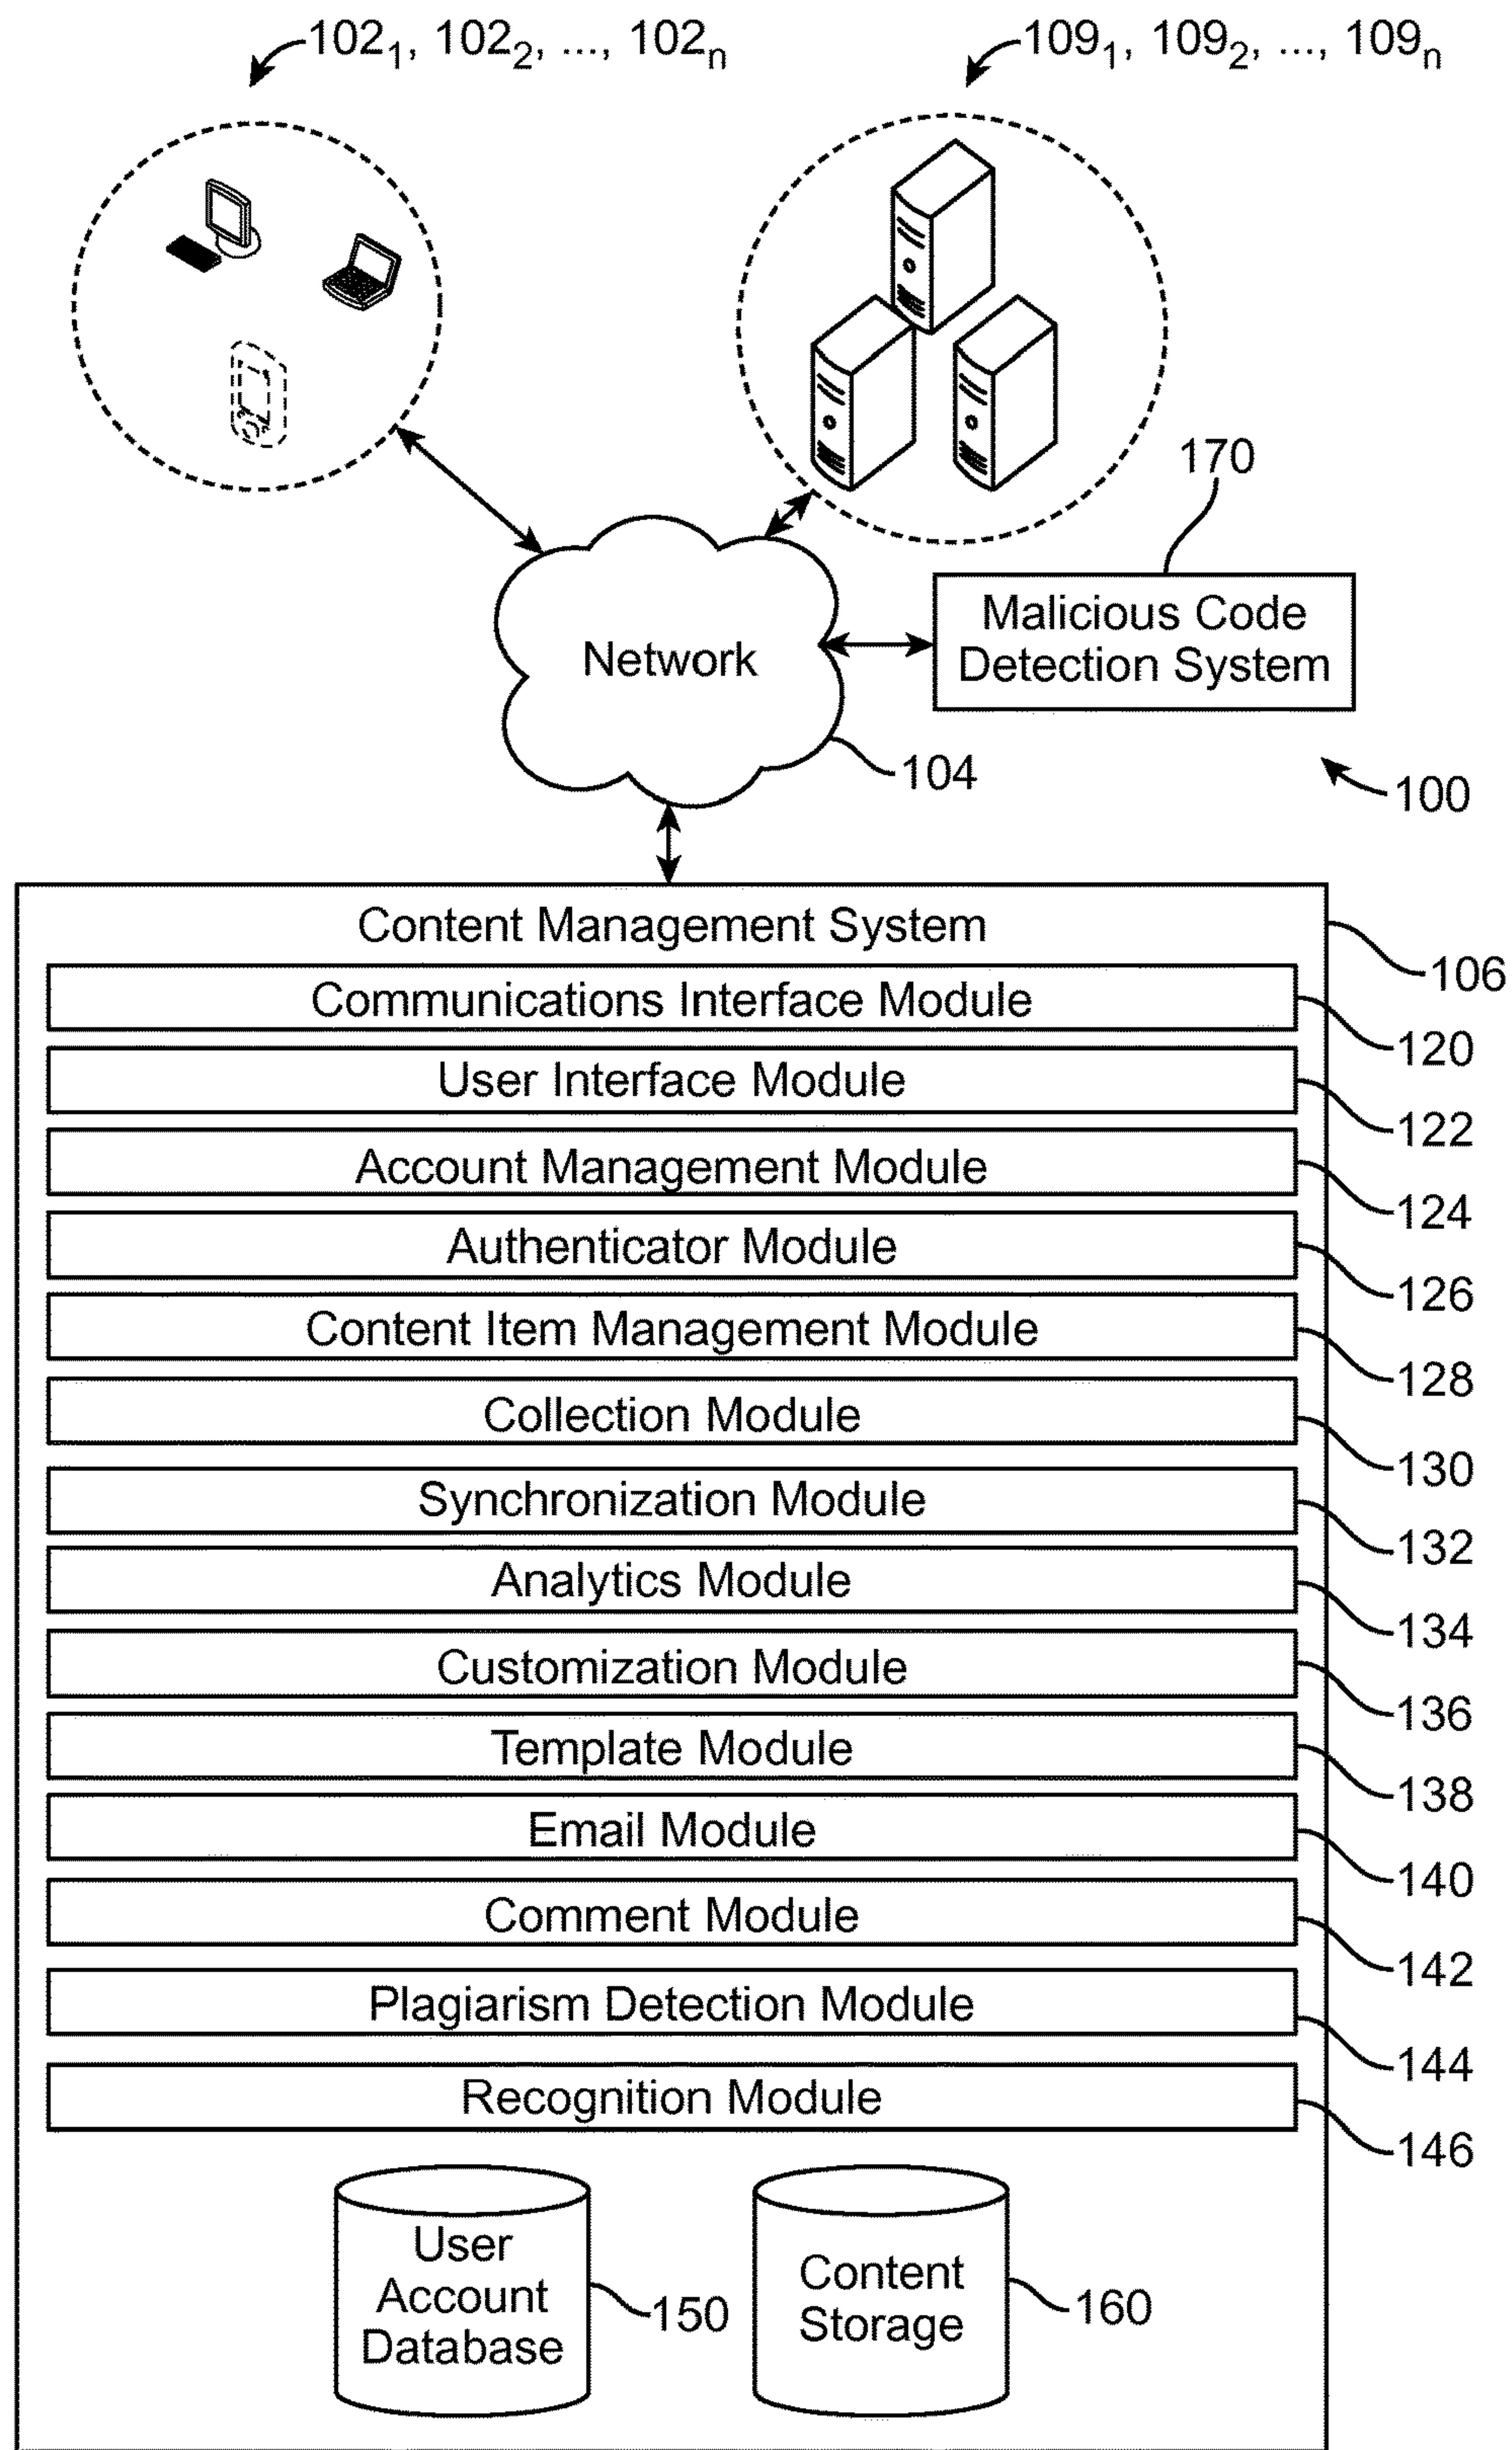 102₁, 102₂, ..., 102ₙ
109₁, 109₂, ..., 109ₙ
170
Malicious Code
Detection System
Network
104
100
Content Management System
106
Communications Interface Module
120
User Interface Module
122
Account Management Module
124
Authenticator Module
126
Content Item Management Module
128
Collection Module
130
Synchronization Module
132
Analytics Module
134
Customization Module
136
Template Module
138
Email Module
140
Comment Module
142
Plagiarism Detection Module
144
Recognition Module
146
User
Account
Database
150
Content
Storage
160